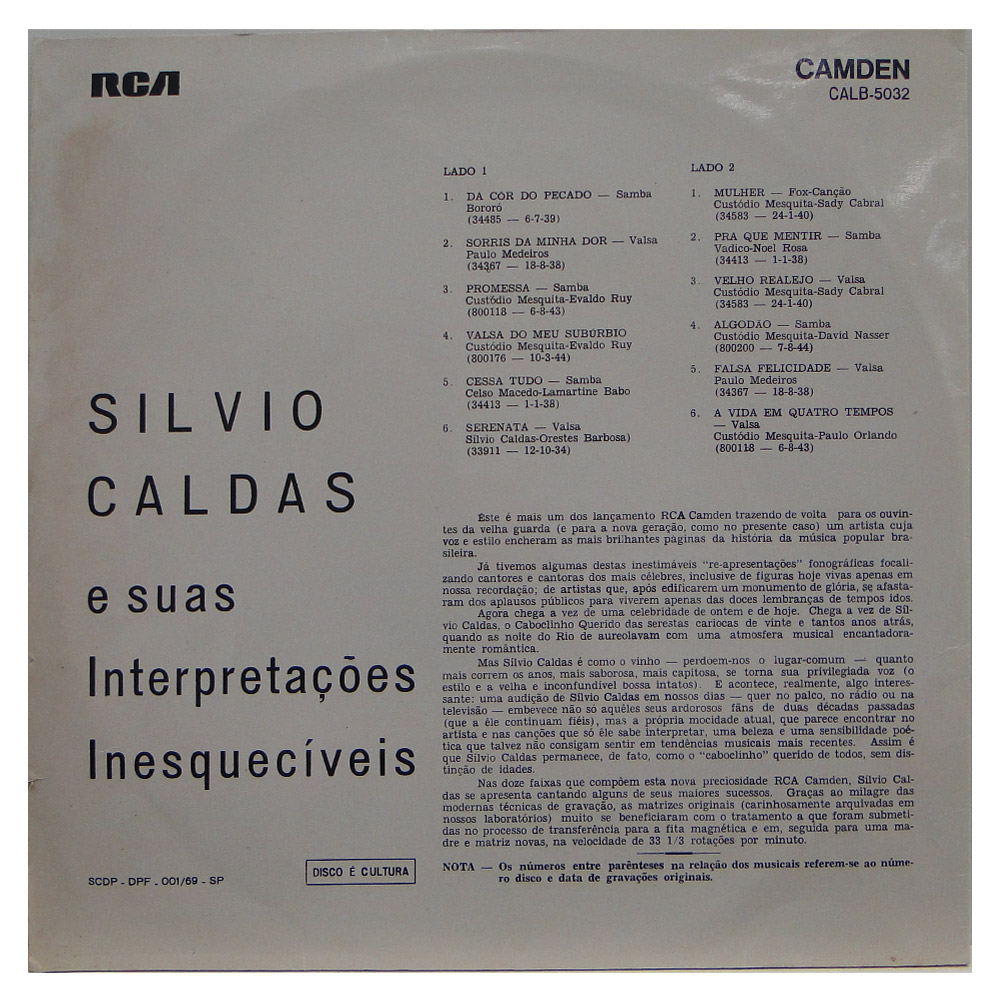 RCA
CAMDEN
CALB-5032
LADO 1
1. DA CÔR DO PECADO — Samba
Bororó
(34485 — 6-7-39)
2. SORRIS DA MINHA DOR — Valsa
Paulo Medeiros
(34367 — 18-8-38)
3. PROMESSA — Samba
Custódio Mesquita-Evaldo Ruy
(800118 — 6-8-43)
4. VALSA DO MEU SUBÚRBIO
Custódio Mesquita-Evaldo Ruy
(800176 — 10-3-44)
5. CESSA TUDO — Samba
Celso Macedo-Lamartine Babo
(34413 — 1-1-38)
6. SERENATA — Valsa
Silvio Caldas-Orestes Barbosa)
(33911 — 12-10-34)
LADO 2
1. MULHER — Fox-Canção
Custódio Mesquita-Sady Cabral
(34583 — 24-1-40)
2. PRA QUE MENTIR — Samba
Vadico-Noel Rosa
(34413 — 1-1-38)
3. VELHO REALEJO — Valsa
Custódio Mesquita-Sady Cabral
(34583 — 24-1-40)
4. ALGODÃO — Samba
Custódio Mesquita-David Nasser
(800200 — 7-8-44)
5. FALSA FELICIDADE — Valsa
Paulo Medeiros
(34367 — 18-8-38)
6. A VIDA EM QUATRO TEMPOS
— Valsa
Custódio Mesquita-Paulo Orlando
(800118 — 6-8-43)
SILVIO
CALDAS
e suas
Interpretações
Inesquecíveis
Êste é mais um dos lançamento RCA Camden trazendo de volta para os ouvin-
tes da velha guarda (e para a nova geração, como no presente caso) um artista cuja
voz e estilo encheram as mais brilhantes páginas da história da música popular bra-
sileira.
Já tivemos algumas destas inestimáveis "re-apresentações" fonográficas focali-
zando cantores e cantoras dos mais célebres, inclusive de figuras hoje vivas apenas em
nossa recordação; de artistas que, após edificarem um monumento de glória, se afasta-
ram dos aplausos públicos para viverem apenas das doces lembranças de tempos idos.
Agora chega a vez de uma celebridade de ontem e de hoje. Chega a vez de Síl-
vio Caldas, o Caboclinho Querido das serestas cariocas de vinte e tantos anos atrás,
quando as noite do Rio de aureolavam com uma atmosfera musical encantadora-
mente romântica.
Mas Sílvio Caldas é como o vinho — perdoem-nos o lugar-comum — quanto
mais correm os anos, mais saborosa, mais capitosa, se torna sua privilegiada voz (o
estilo e a velha e inconfundível bossa intatos). E acontece, realmente, algo interes-
sante: uma audição de Sílvio Caldas em nossos dias — quer no palco, no rádio ou na
televisão — embevece não só aquêles seus ardorosos fãns de duas décadas passadas
(que a êle continuam fiéis), mas a própria mocidade atual, que parece encontrar no
artista e nas canções que só êle sabe interpretar, uma beleza e uma sensibilidade poé-
tica que talvez não consigam sentir em tendências musicais mais recentes. Assim é
que Sílvio Caldas permanece, de fato, como o "caboclinho" querido de todos, sem dis-
tinção de idades.
Nas doze faixas que compõem esta nova preciosidade RCA Camden, Sílvio Cal-
das se apresenta cantando alguns de seus maiores sucessos. Graças ao milagre das
modernas técnicas de gravação, as matrizes originais (carinhosamente arquivadas em
nossos laboratórios) muito se beneficiaram com o tratamento a que foram submeti-
das no processo de transferência para a fita magnética e em, seguida para uma ma-
dre e matriz novas, na velocidade de 33 1/3 rotações por minuto.
NOTA — Os números entre parênteses na relação dos musicais referem-se ao núme-
ro disco e data de gravações originais.
SCDP - DPF . 001/69 - SP
DISCO É CULTURA